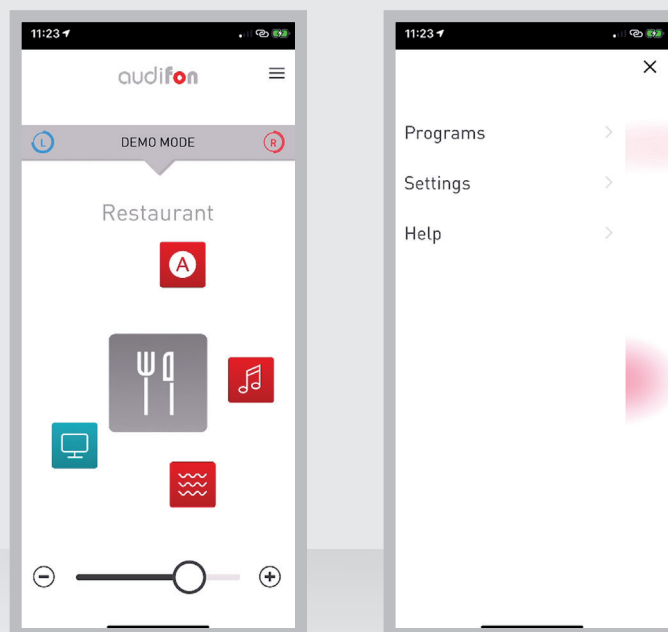 11:23
audifon
L
DEMO MODE
R
Restaurant
A
11:23
Programs
Settings
Help